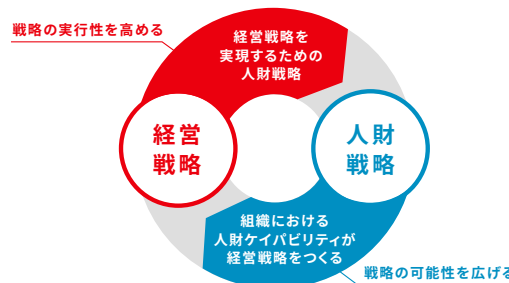 戦略の実行性を高める
経営戦略を
実現するための
人財戦略
経営
戦略
人財
戦略
組織における
人財ケイパビリティが
経営戦略をつくる
戦略の可能性を広げる